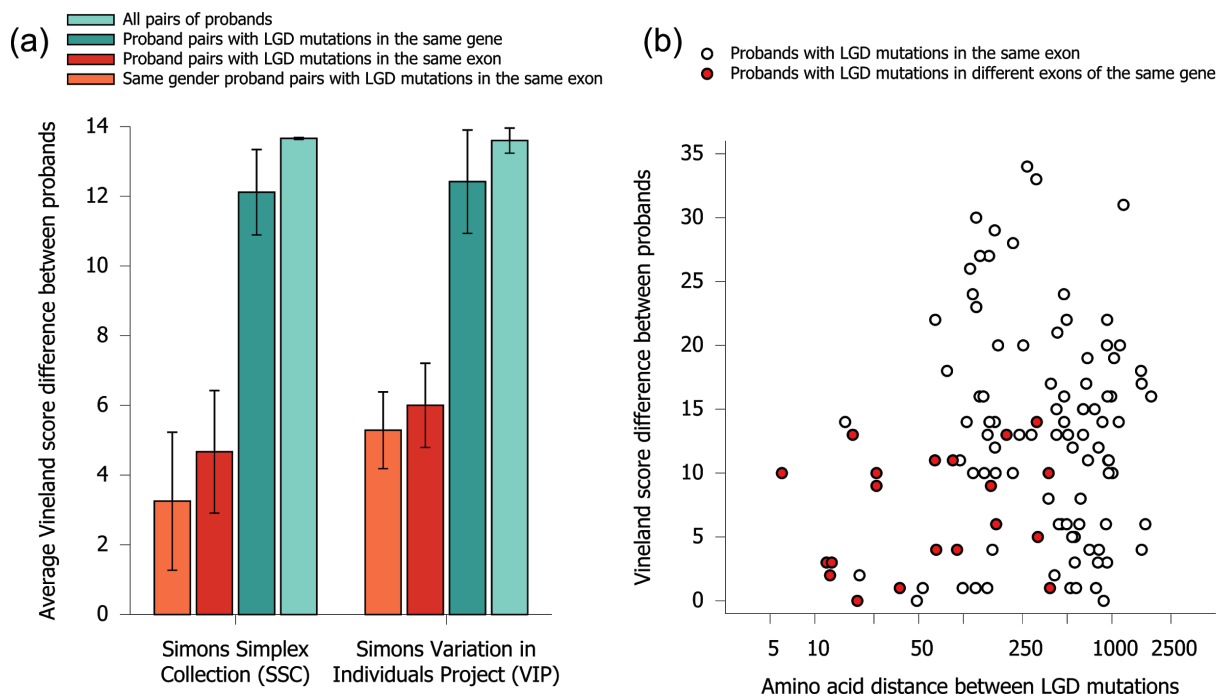 (a)
All pairs of probands
Proband pairs with LGD mutations in the same gene
Proband pairs with LGD mutations in the same exon
Same gender proband pairs with LGD mutations in the same exon
Average Vineland score difference between probands
14
12
10
8
6
4
2
0
Simons Simplex
Collection (SSC)
Simons Variation in
Individuals Project (VIP)
(b)
Probands with LGD mutations in the same exon
Probands with LGD mutations in different exons of the same gene
Vineland score difference between probands
35
30
25
20
15
10
5
0
5 10 50 250 1000 2500
Amino acid distance between LGD mutations